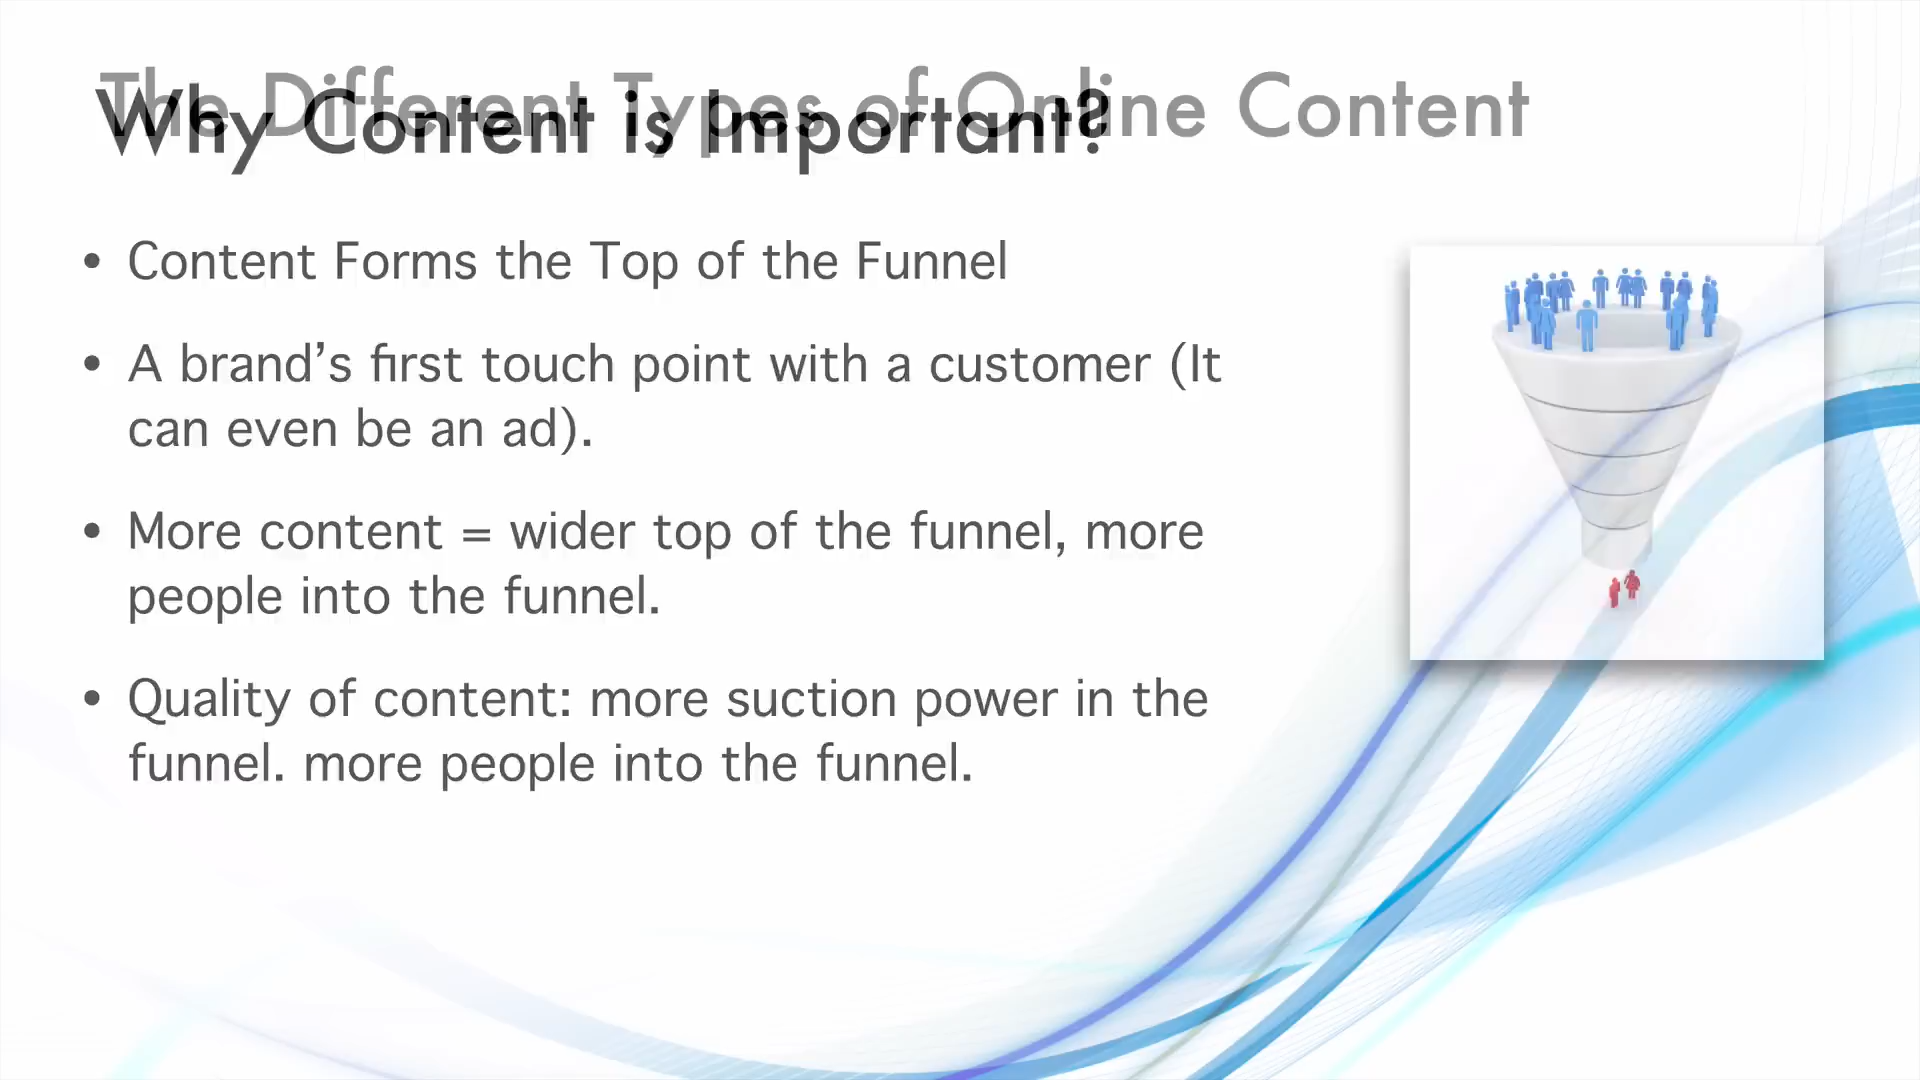 The Different Types of Online Content
Why Content is Important?
• Content Forms the Top of the Funnel
• A brand’s first touch point with a customer (It
can even be an ad).
• More content = wider top of the funnel, more
people into the funnel.
• Quality of content: more suction power in the
funnel. more people into the funnel.